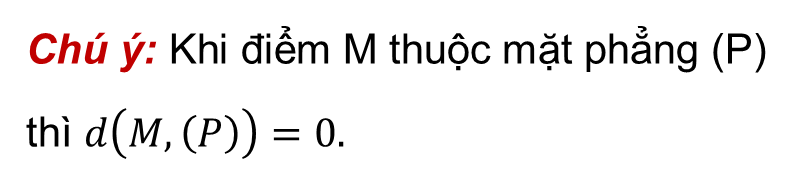 Chú ý: Khi điểm M thuộc mặt phẳng (P)
thì d(M, (P)) = 0.